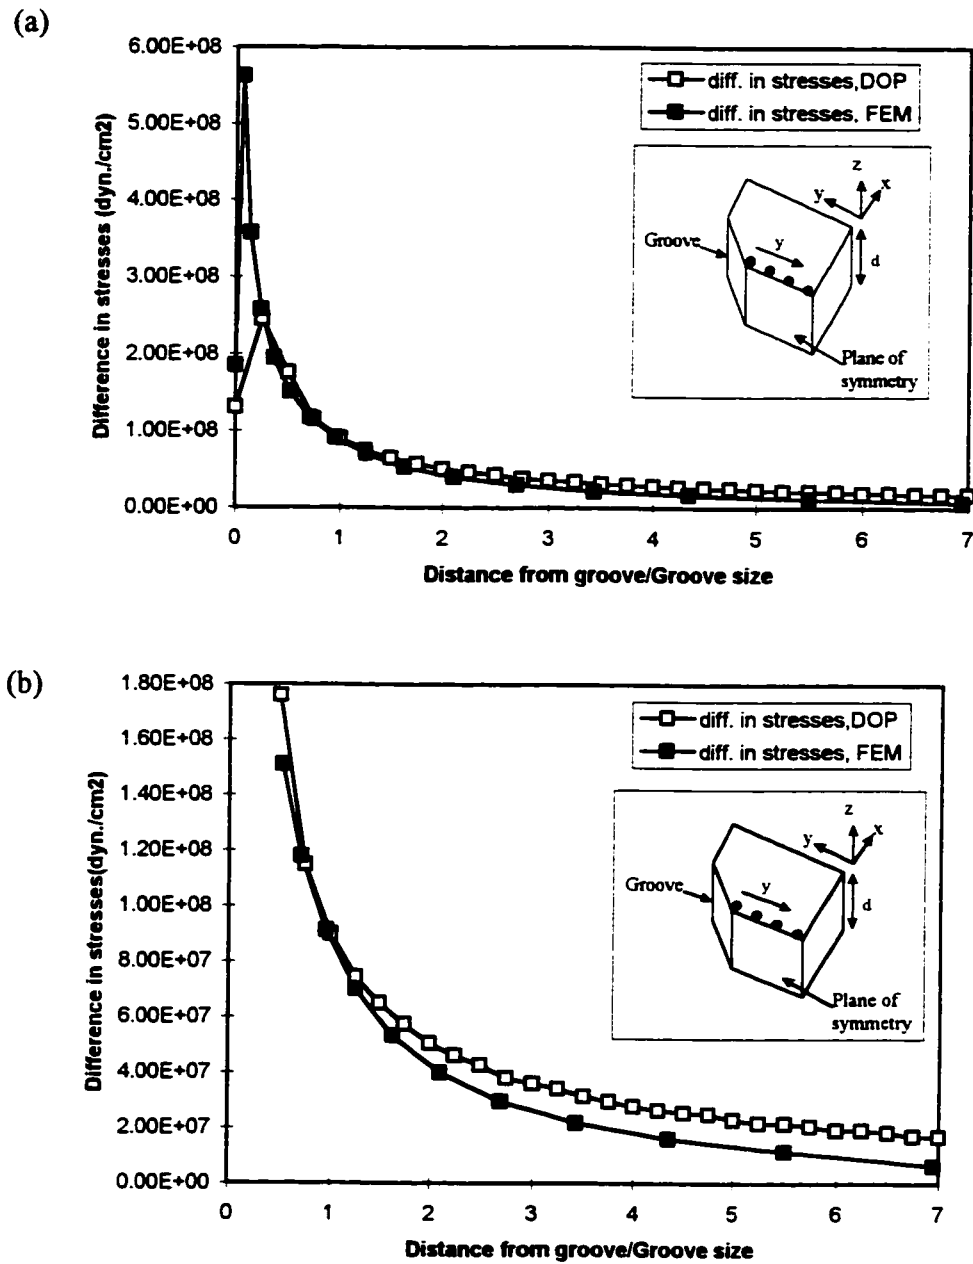 (a)
6.00E+08
5.00E+08
4.00E+08
3.00E+08
2.00E+08
1.00E+08
0.00E+00
Difference in stresses (dyn./cm2)
diff. in stresses,DOP
diff. in stresses, FEM
z
y
x
Groove
y
d
Plane of
symmetry
0 1 2 3 4 5 6 7
Distance from groove/Groove size
(b)
1.80E+08
1.60E+08
1.40E+08
1.20E+08
1.00E+08
8.00E+07
6.00E+07
4.00E+07
2.00E+07
0.00E+00
Difference in stresses(dyn./cm2)
diff. in stresses,DOP
diff. in stresses, FEM
z
y
x
Groove
y
d
Plane of
symmetry
0 1 2 3 4 5 6 7
Distance from groove/Groove size